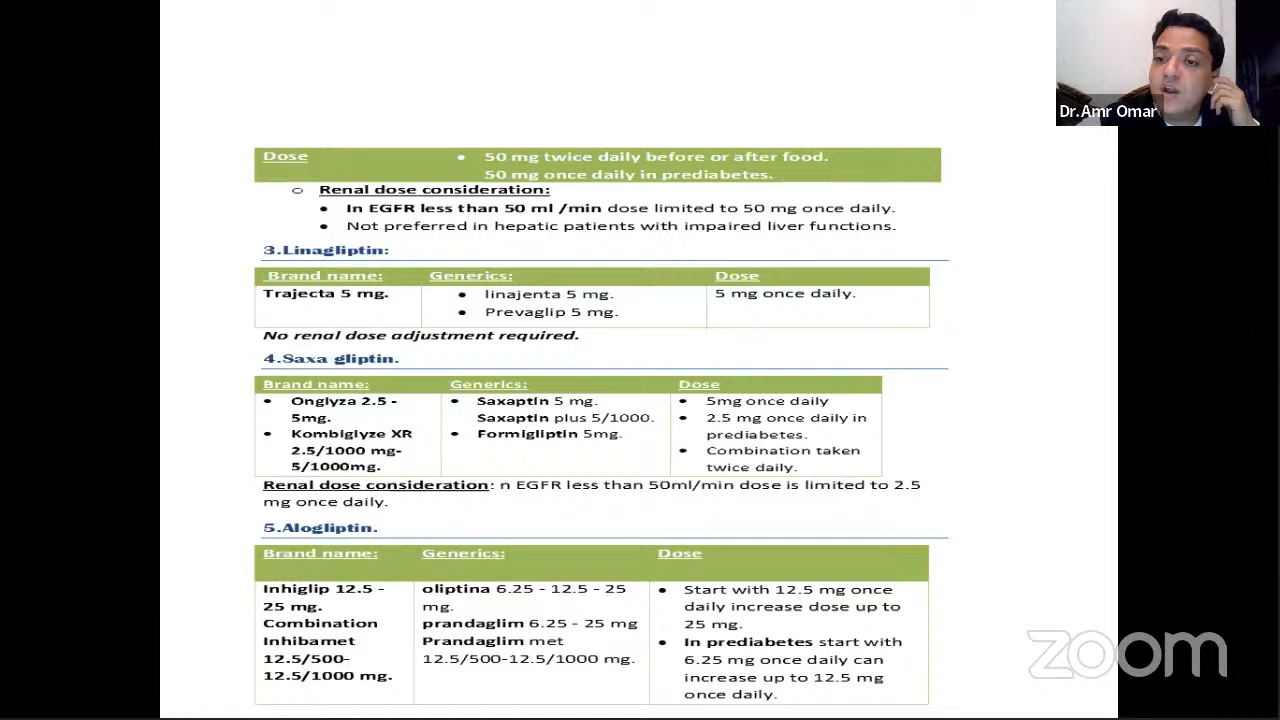 Dr.Amr Omar
Dose
• 50 mg twice daily before or after food.
50 mg once daily in prediabetes.
o Renal dose consideration:
• In EGFR less than 50 ml /min dose limited to 50 mg once daily.
• Not preferred in hepatic patients with impaired liver functions.
3.Linagliptin:
Brand name: Generics: Dose
Trajecta 5 mg. • linajenta 5 mg. 5 mg once daily.
• Prevaglip 5 mg.
No renal dose adjustment required.
4.Saxa gliptin.
Brand name: Generics: Dose
• Onglyza 2.5 -
5mg.
• Kombiglyze XR
2.5/1000 mg-
5/1000mg.
• Saxaptin 5 mg.
Saxaptin plus 5/1000.
• Formigliptin 5mg.
• 5mg once daily
• 2.5 mg once daily in
prediabetes.
• Combination taken
twice daily.
Renal dose consideration: n EGFR less than 50ml/min dose is limited to 2.5
mg once daily.
5.Alogliptin.
Brand name: Generics: Dose
Inhiglip 12.5 -
25 mg.
Combination
Inhibamet
12.5/500-
12.5/1000 mg.
oliptina 6.25 - 12.5 - 25
mg.
prandaglim 6.25 - 25 mg
Prandaglim met
12.5/500-12.5/1000 mg.
• Start with 12.5 mg once
daily increase dose up to
25 mg.
• In prediabetes start with
6.25 mg once daily can
increase up to 12.5 mg
once daily.
zoom